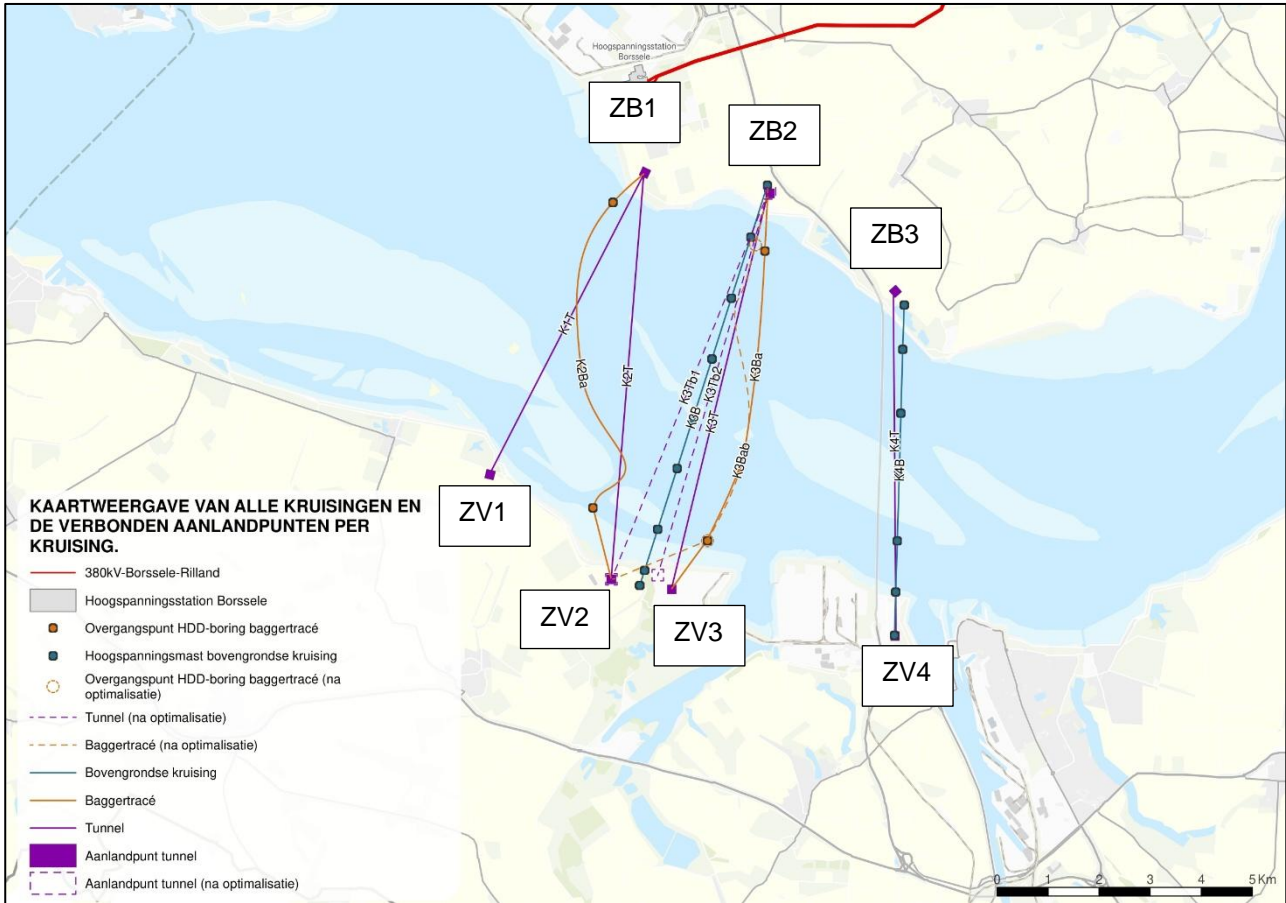 Hoogspanningsstation
Borssele
ZB1
ZB2
ZB3
K1T
K2Ba
K2T
K3Tb1
K3B
K3Tb2
K3T
K3Ba
K3Bab
K4T
K4B
ZV1
ZV2
ZV3
ZV4
KAARTWEERGAVE VAN ALLE KRUISINGEN EN
DE VERBONDEN AANLANDPUNTEN PER
KRUISING.
380kV-Borssele-Rilland
Hoogspanningsstation Borssele
Overgangspunt HDD-boring baggertracé
Hoogspanningsmast bovengrondse kruising
Overgangspunt HDD-boring baggertracé (na
optimalisatie)
Tunnel (na optimalisatie)
Baggertracé (na optimalisatie)
Bovengrondse kruising
Baggertracé
Tunnel
Aanlandpunt tunnel
Aanlandpunt tunnel (na optimalisatie)
0 1 2 3 4 5 Km